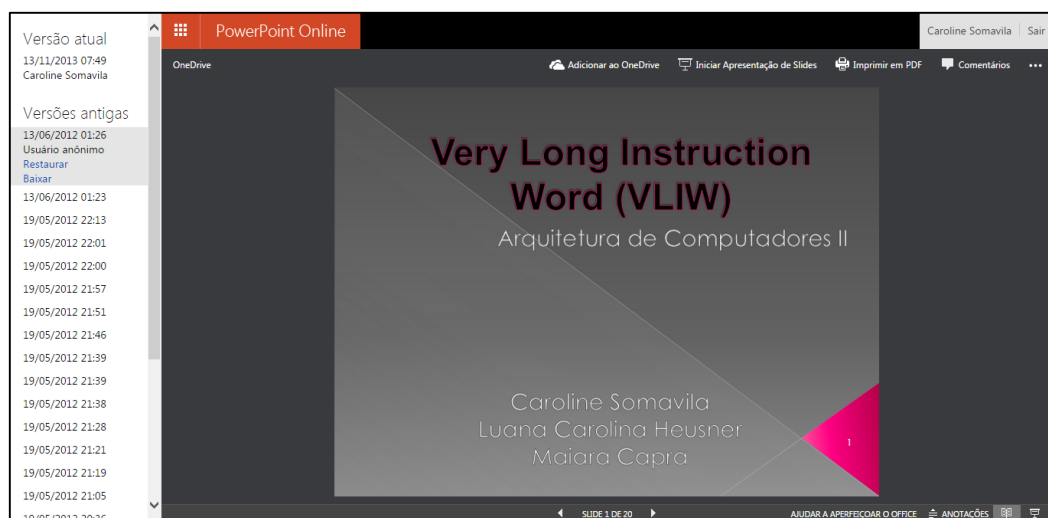 Versão atual
13/11/2013 07:49
Caroline Somavila
Versões antigas
13/06/2012 01:26
Usuário anônimo
Restaurar
Baixar
13/06/2012 01:23
19/05/2012 22:13
19/05/2012 22:01
19/05/2012 22:00
19/05/2012 21:57
19/05/2012 21:51
19/05/2012 21:46
19/05/2012 21:39
19/05/2012 21:39
19/05/2012 21:38
19/05/2012 21:28
19/05/2012 21:21
19/05/2012 21:19
19/05/2012 21:05
19/05/2012 20:36
PowerPoint Online
Caroline Somavila Sair
OneDrive Adicionar ao OneDrive Iniciar Apresentação de Slides Imprimir em PDF Comentários ...
Very Long Instruction
Word (VLIW)
Arquitetura de Computadores II
Caroline Somavila
Luana Carolina Heusner
Maiara Capra
1
SLIDE 1 DE 20 AJUDAR A APERFEIÇOAR O OFFICE ANOTAÇÕES